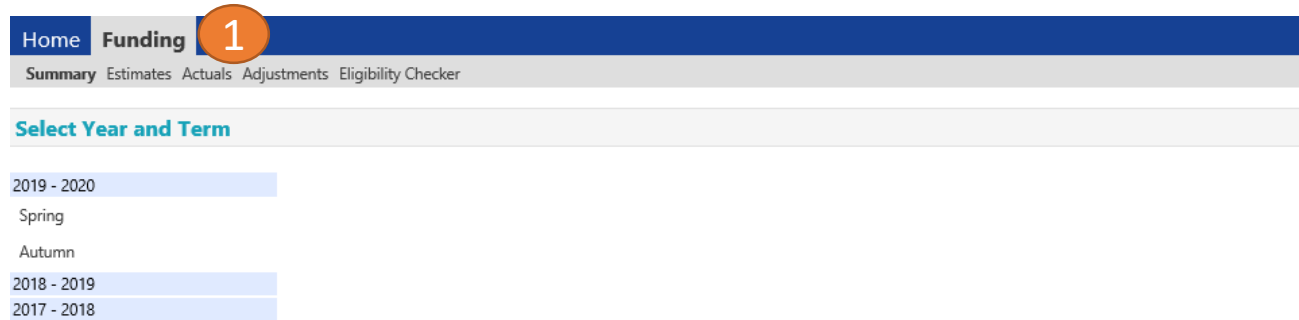 Home Funding 1
Summary Estimates Actuals Adjustments Eligibility Checker
Select Year and Term
2019 - 2020
Spring
Autumn
2018 - 2019
2017 - 2018